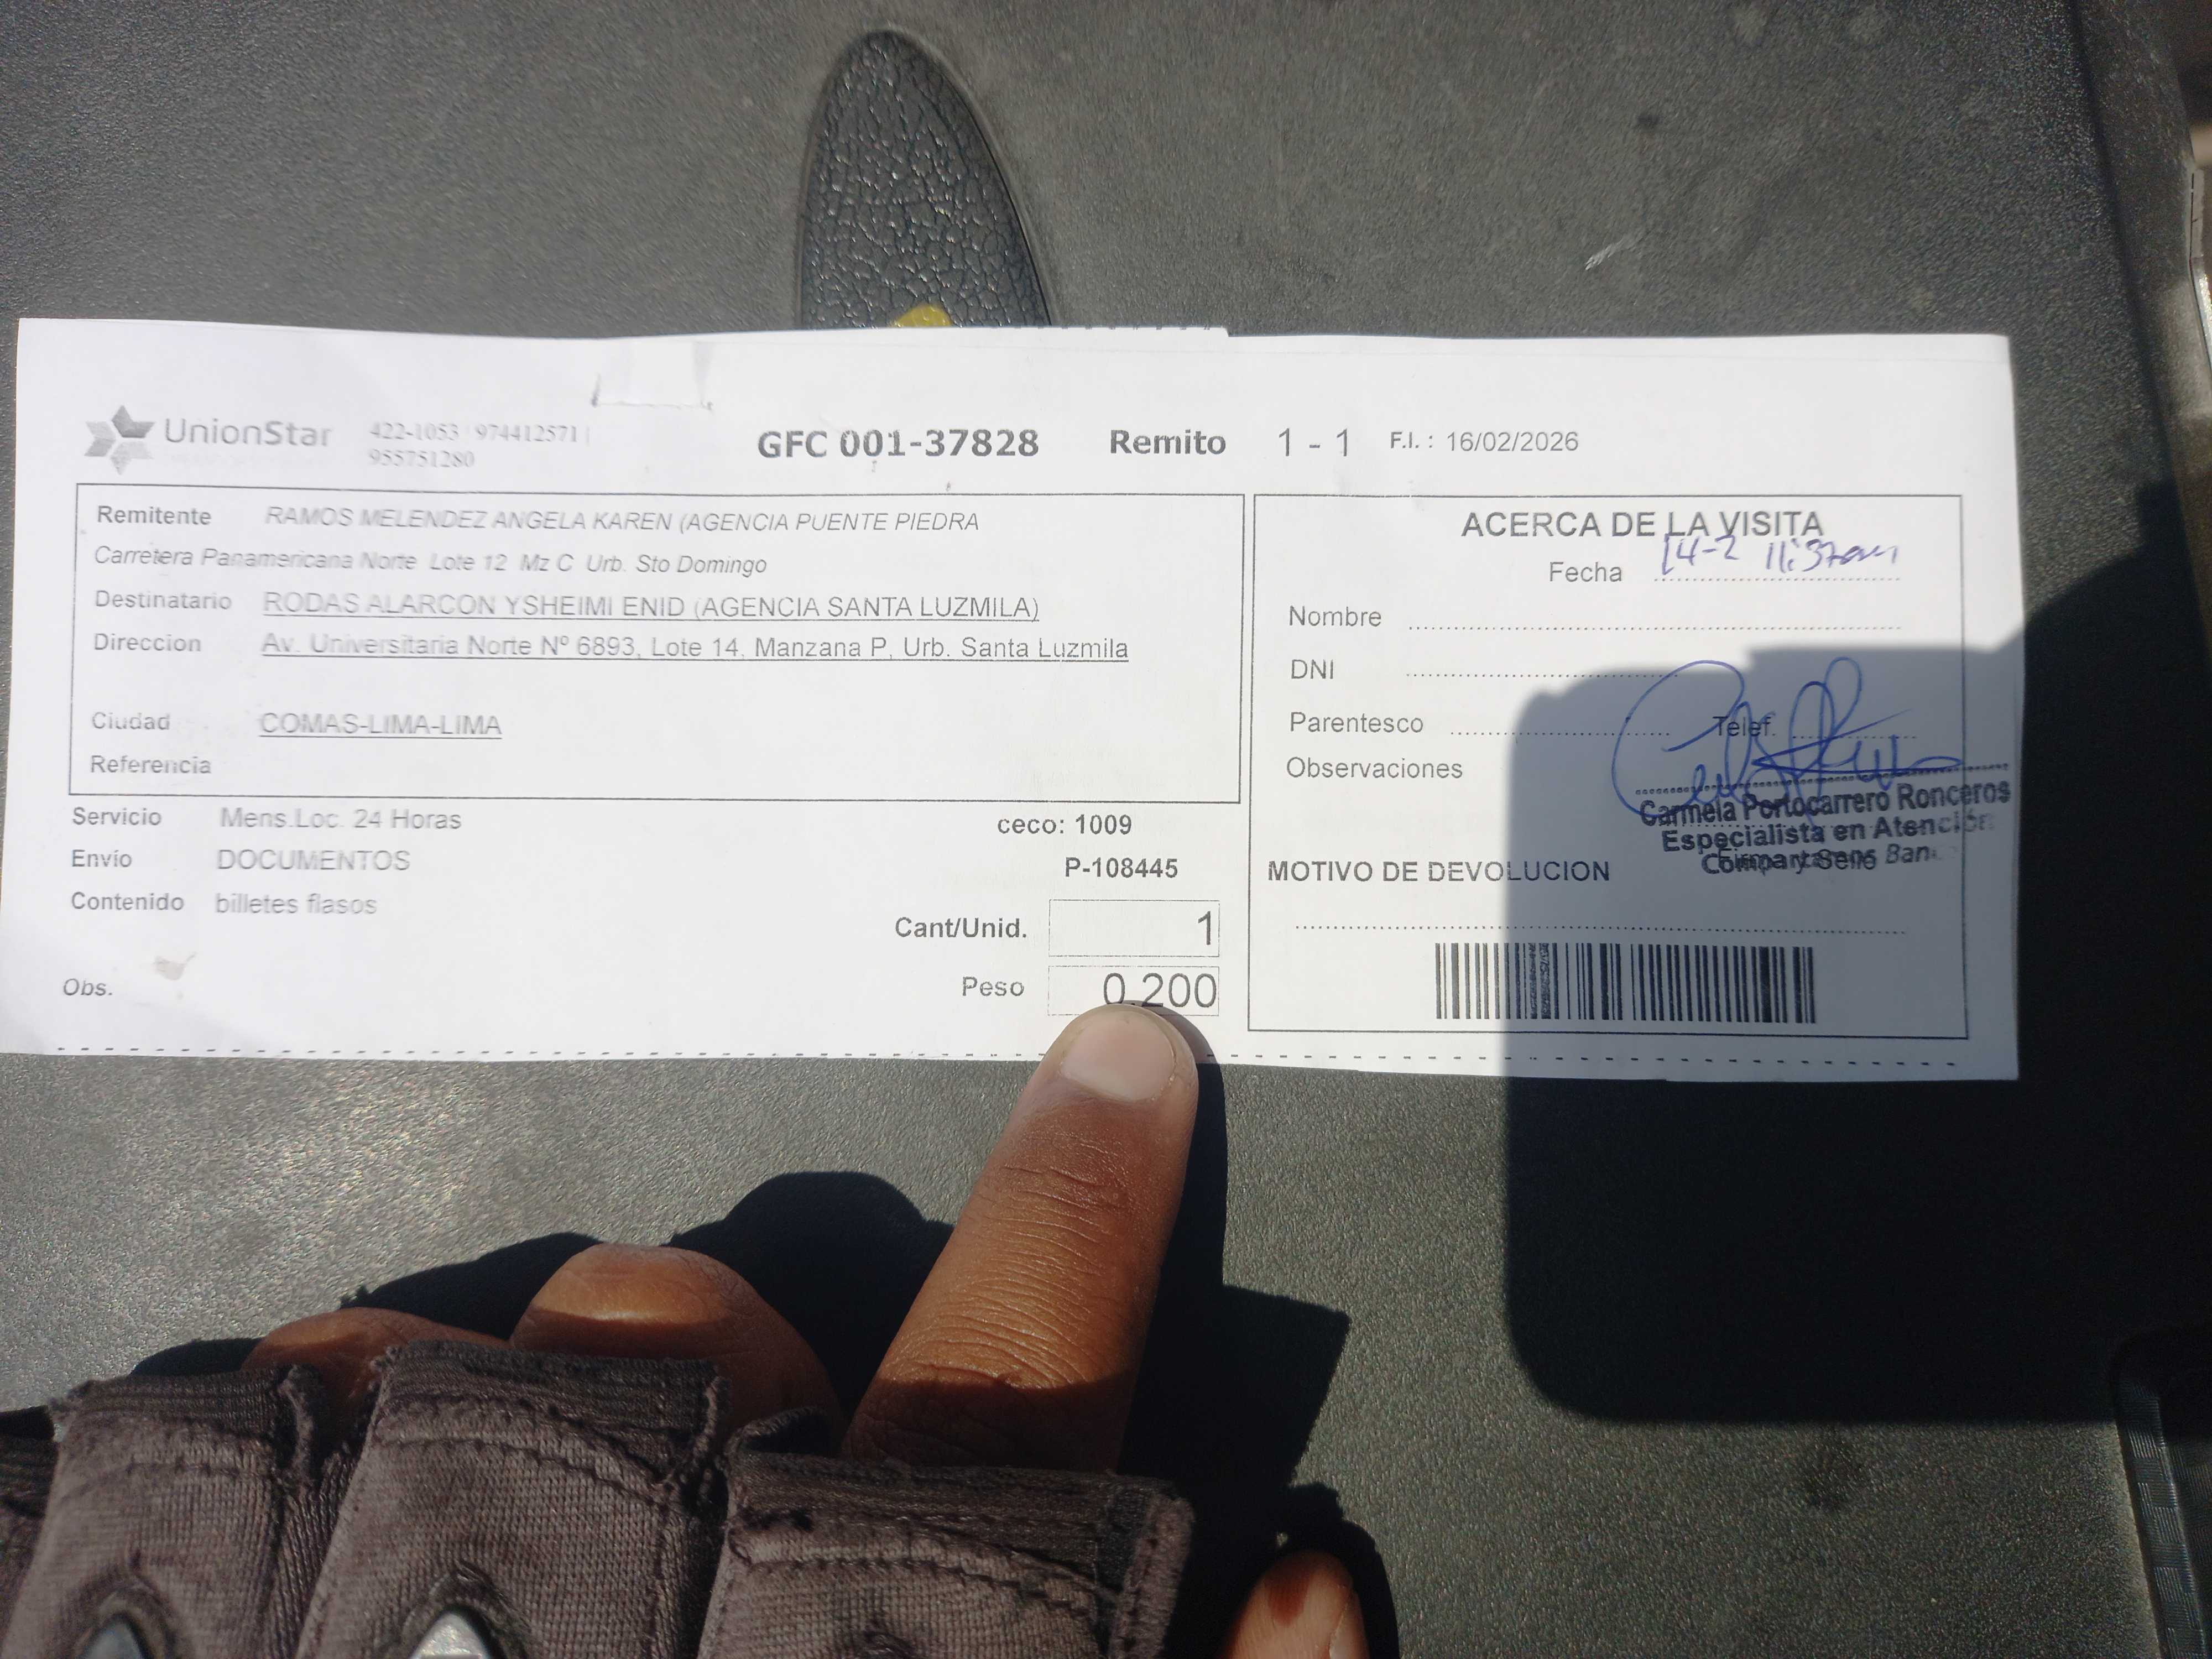 UnionStar
422-1053 974412571 |
955751280
GFC 001-37828 Remito 1 - 1 F.I. : 16/02/2026
Remitente RAMOS MELENDEZ ANGELA KAREN (AGENCIA PUENTE PIEDRA
Carretera Panamericana Norte Lote 12 Mz C Urb. Sto Domingo
Destinatario RODAS ALARCON YSHEIMI ENID (AGENCIA SANTA LUZMILA)
Direccion Av. Universitaria Norte Nº 6893, Lote 14, Manzana P, Urb. Santa Luzmila
Ciudad COMAS-LIMA-LIMA
Referencia
Servicio Mens.Loc. 24 Horas
ceco: 1009
Envío DOCUMENTOS
P-108445
Contenido billetes flasos
Cant/Unid. 1
Obs.
Peso 0.200
ACERCA DE LA VISITA
Fecha 14-2 11:37am
Nombre
DNI
Parentesco Telef.
Observaciones
Carmela Portocarrero Ronceros
Especialista en Atención
MOTIVO DE DEVOLUCION